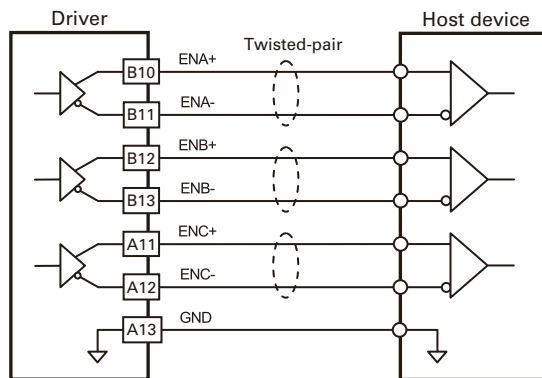 Driver
Host device
Twisted-pair
B10 ENA+
B11 ENA-
B12 ENB+
B13 ENB-
A11 ENC+
A12 ENC-
A13 GND